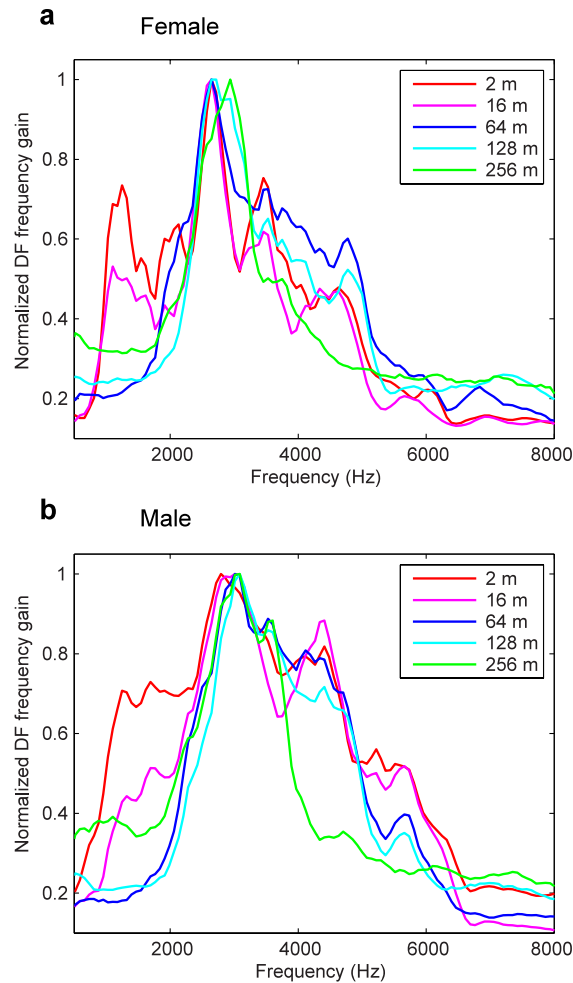 a
Female
Normalized DF frequency gain
1
0.8
0.6
0.4
0.2
2 m
16 m
64 m
128 m
256 m
2000
4000
6000
8000
Frequency (Hz)
b
Male
Normalized DF frequency gain
1
0.8
0.6
0.4
0.2
2 m
16 m
64 m
128 m
256 m
2000
4000
6000
8000
Frequency (Hz)